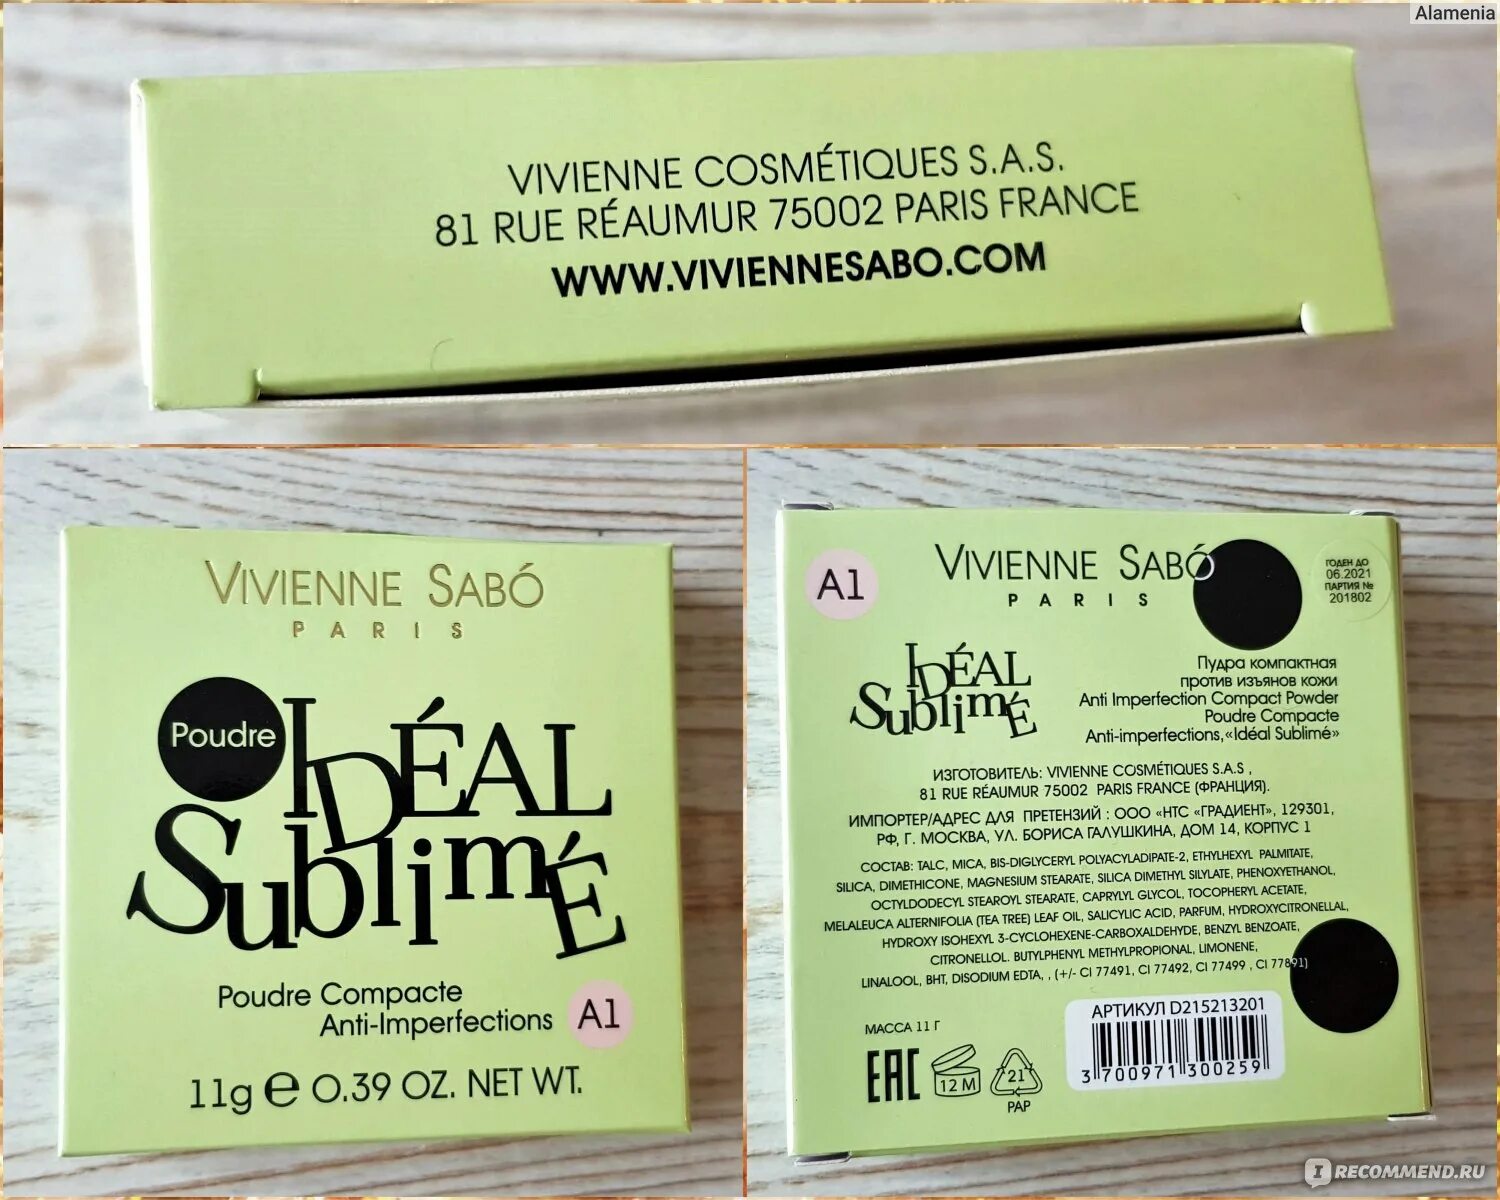 Alamenia
VIVIENNE COSMÉTIQUES S.A.S.
81 RUE RÉAUMUR 75002 PARIS FRANCE
WWW.VIVIENNESABO.COM
VIVIENNE SABÓ
PARIS
Poudre
IDÉAL
SUBLIMÉ
Poudre Compacte
Anti-Imperfections
A1
11g e 0.39 OZ. NET WT.
A1
VIVIENNE SABÓ
PARIS
ГОДЕН ДО
06.2021
ПАРТИЯ №
201802
IDÉAL
SUBLIMÉ
Пудра компактная
против изъянов кожи
Anti Imperfection Compact Powder
Poudre Compacte
Anti-imperfections,«Idéal Sublimé»
ИЗГОТОВИТЕЛЬ: VIVIENNE COSMÉTIQUES S.A.S ,
81 RUE RÉAUMUR 75002 PARIS FRANCE (ФРАНЦИЯ).
ИМПОРТЕР/АДРЕС ДЛЯ ПРЕТЕНЗИЙ : ООО «НТС «ГРАДИЕНТ», 129301,
РФ, Г. МОСКВА, УЛ. БОРИСА ГАЛУШКИНА, ДОМ 14, КОРПУС 1
СОСТАВ: TALC, MICA, BIS-DIGLYCERYL POLYACYLADIPATE-2, ETHYLHEXYL PALMITATE,
SILICA, DIMETHICONE, MAGNESIUM STEARATE, SILICA DIMETHYL SILYLATE, PHENOXYETHANOL,
OCTYLDODECYL STEAROYL STEARATE, CAPRYLYL GLYCOL, TOCOPHERYL ACETATE,
MELALEUCA ALTERNIFOLIA (TEA TREE) LEAF OIL, SALICYLIC ACID, PARFUM, HYDROXYCITRONELLAL,
HYDROXY ISOHEXYL 3-CYCLOHEXENE-CARBOXALDEHYDE, BENZYL BENZOATE,
CITRONELLOL. BUTYLPHENYL METHYLPROPIONAL, LIMONENE,
LINALOOL, BHT, DISODIUM EDTA, , (+/- CI 77491, CI 77492, CI 77499 , CI 77891)
МАССА 11 Г
АРТИКУЛ D215213201
3 700971 300259
EAC
12 M
21
PAP
IRECOMMEND.RU